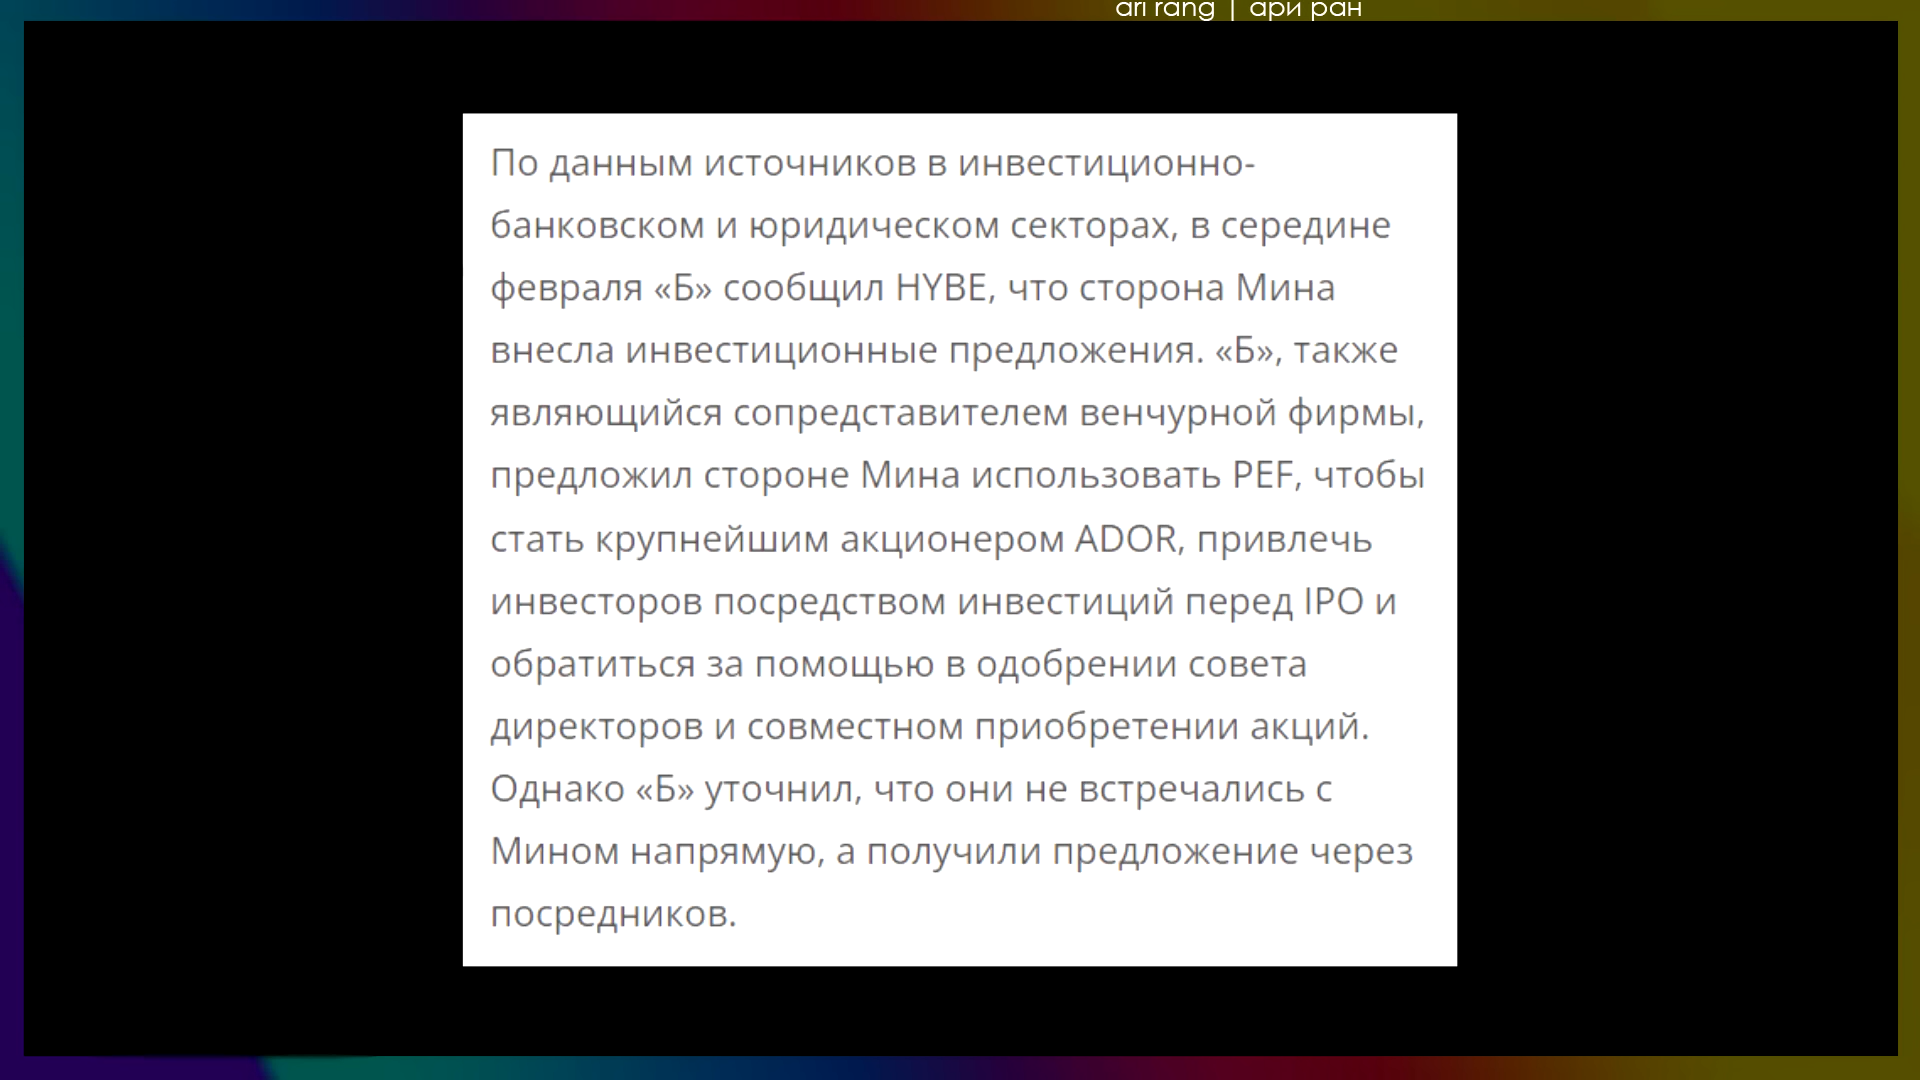 ari rang | ари ран
По данным источников в инвестиционно-
банковском и юридическом секторах, в середине
февраля «Б» сообщил HYBE, что сторона Мина
внесла инвестиционные предложения. «Б», также
являющийся сопредставителем венчурной фирмы,
предложил стороне Мина использовать PEF, чтобы
стать крупнейшим акционером ADOR, привлечь
инвесторов посредством инвестиций перед IPO и
обратиться за помощью в одобрении совета
директоров и совместном приобретении акций.
Однако «Б» уточнил, что они не встречались с
Мином напрямую, а получили предложение через
посредников.